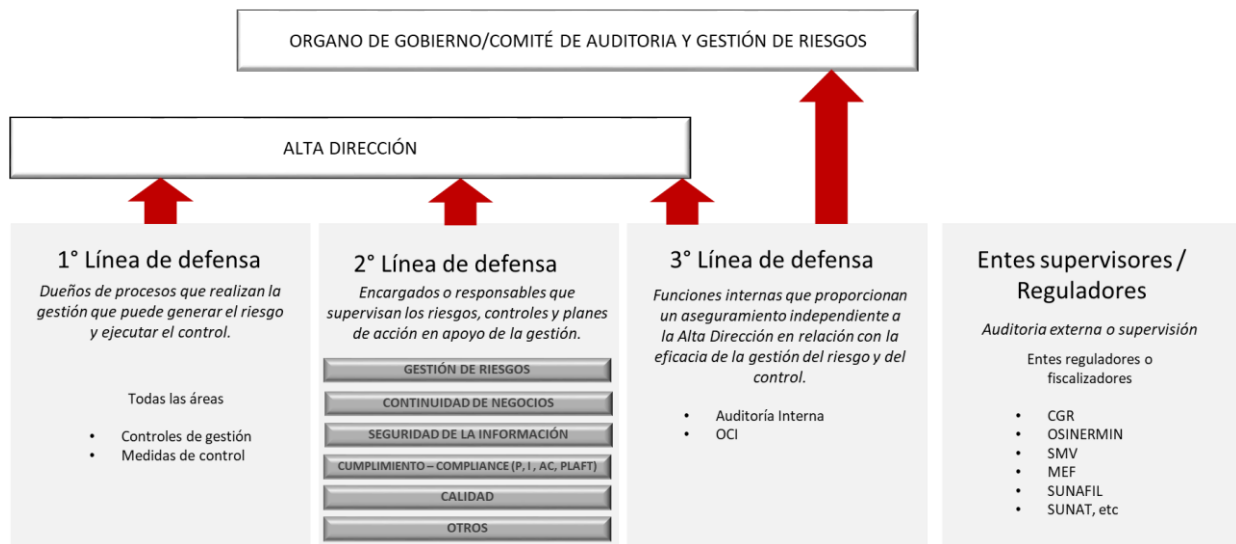 ORGANO DE GOBIERNO/COMITÉ DE AUDITORIA Y GESTIÓN DE RIESGOS
ALTA DIRECCIÓN
1° Línea de defensa
Dueños de procesos que realizan la
gestión que puede generar el riesgo
y ejecutar el control.
Todas las áreas
• Controles de gestión
• Medidas de control
2° Línea de defensa
Encargados o responsables que
supervisan los riesgos, controles y planes
de acción en apoyo de la gestión.
GESTIÓN DE RIESGOS
CONTINUIDAD DE NEGOCIOS
SEGURIDAD DE LA INFORMACIÓN
CUMPLIMIENTO – COMPLIANCE (P, I , AC, PLAFT)
CALIDAD
OTROS
3° Línea de defensa
Funciones internas que proporcionan
un aseguramiento independiente a
la Alta Dirección en relación con la
eficacia de la gestión del riesgo y del
control.
• Auditoría Interna
• OCI
Entes supervisores /
Reguladores
Auditoria externa o supervisión
Entes reguladores o
fiscalizadores
• CGR
• OSINERMIN
• SMV
• MEF
• SUNAFIL
• SUNAT, etc